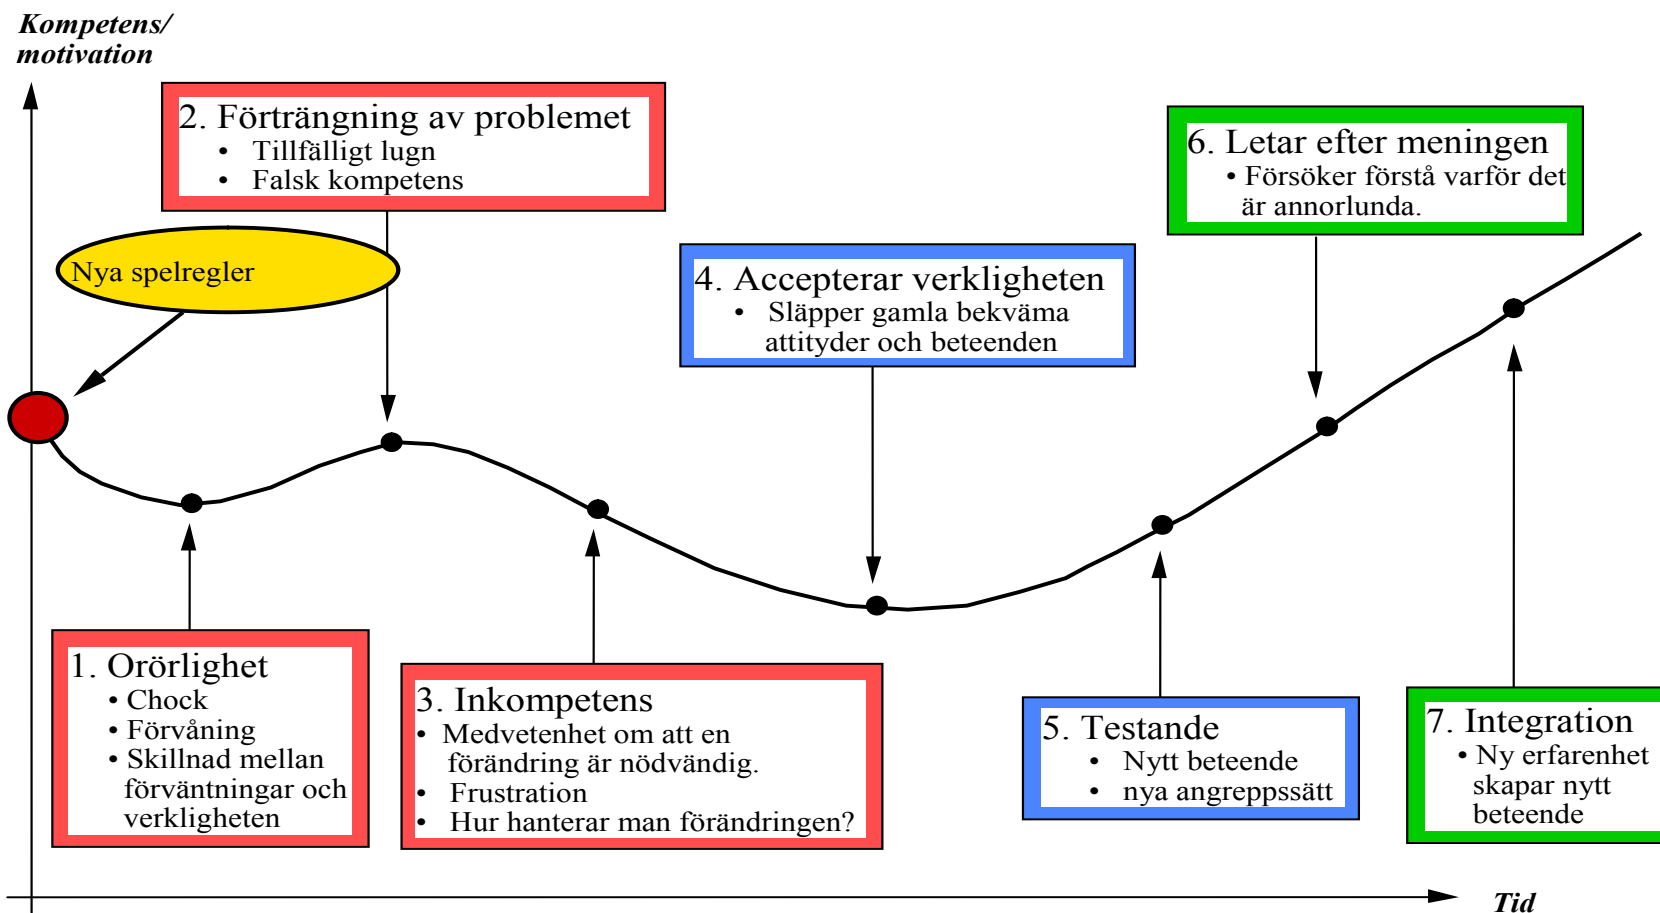 Kompetens/
motivation
2. Förträngning av problemet
• Tillfälligt lugn
• Falsk kompetens
6. Letar efter meningen
• Försöker förstå varför det
är annorlunda.
Nya spelregler
4. Accepterar verkligheten
• Släpper gamla bekväma
attityder och beteenden
1. Orörlighet
• Chock
• Förvåning
• Skillnad mellan
förväntningar och
verkligheten
3. Inkompetens
• Medvetenhet om att en
förändring är nödvändig.
• Frustration
• Hur hanterar man förändringen?
5. Testande
• Nytt beteende
• nya angreppssätt
7. Integration
• Ny erfarenhet
skapar nytt
beteende
Tid